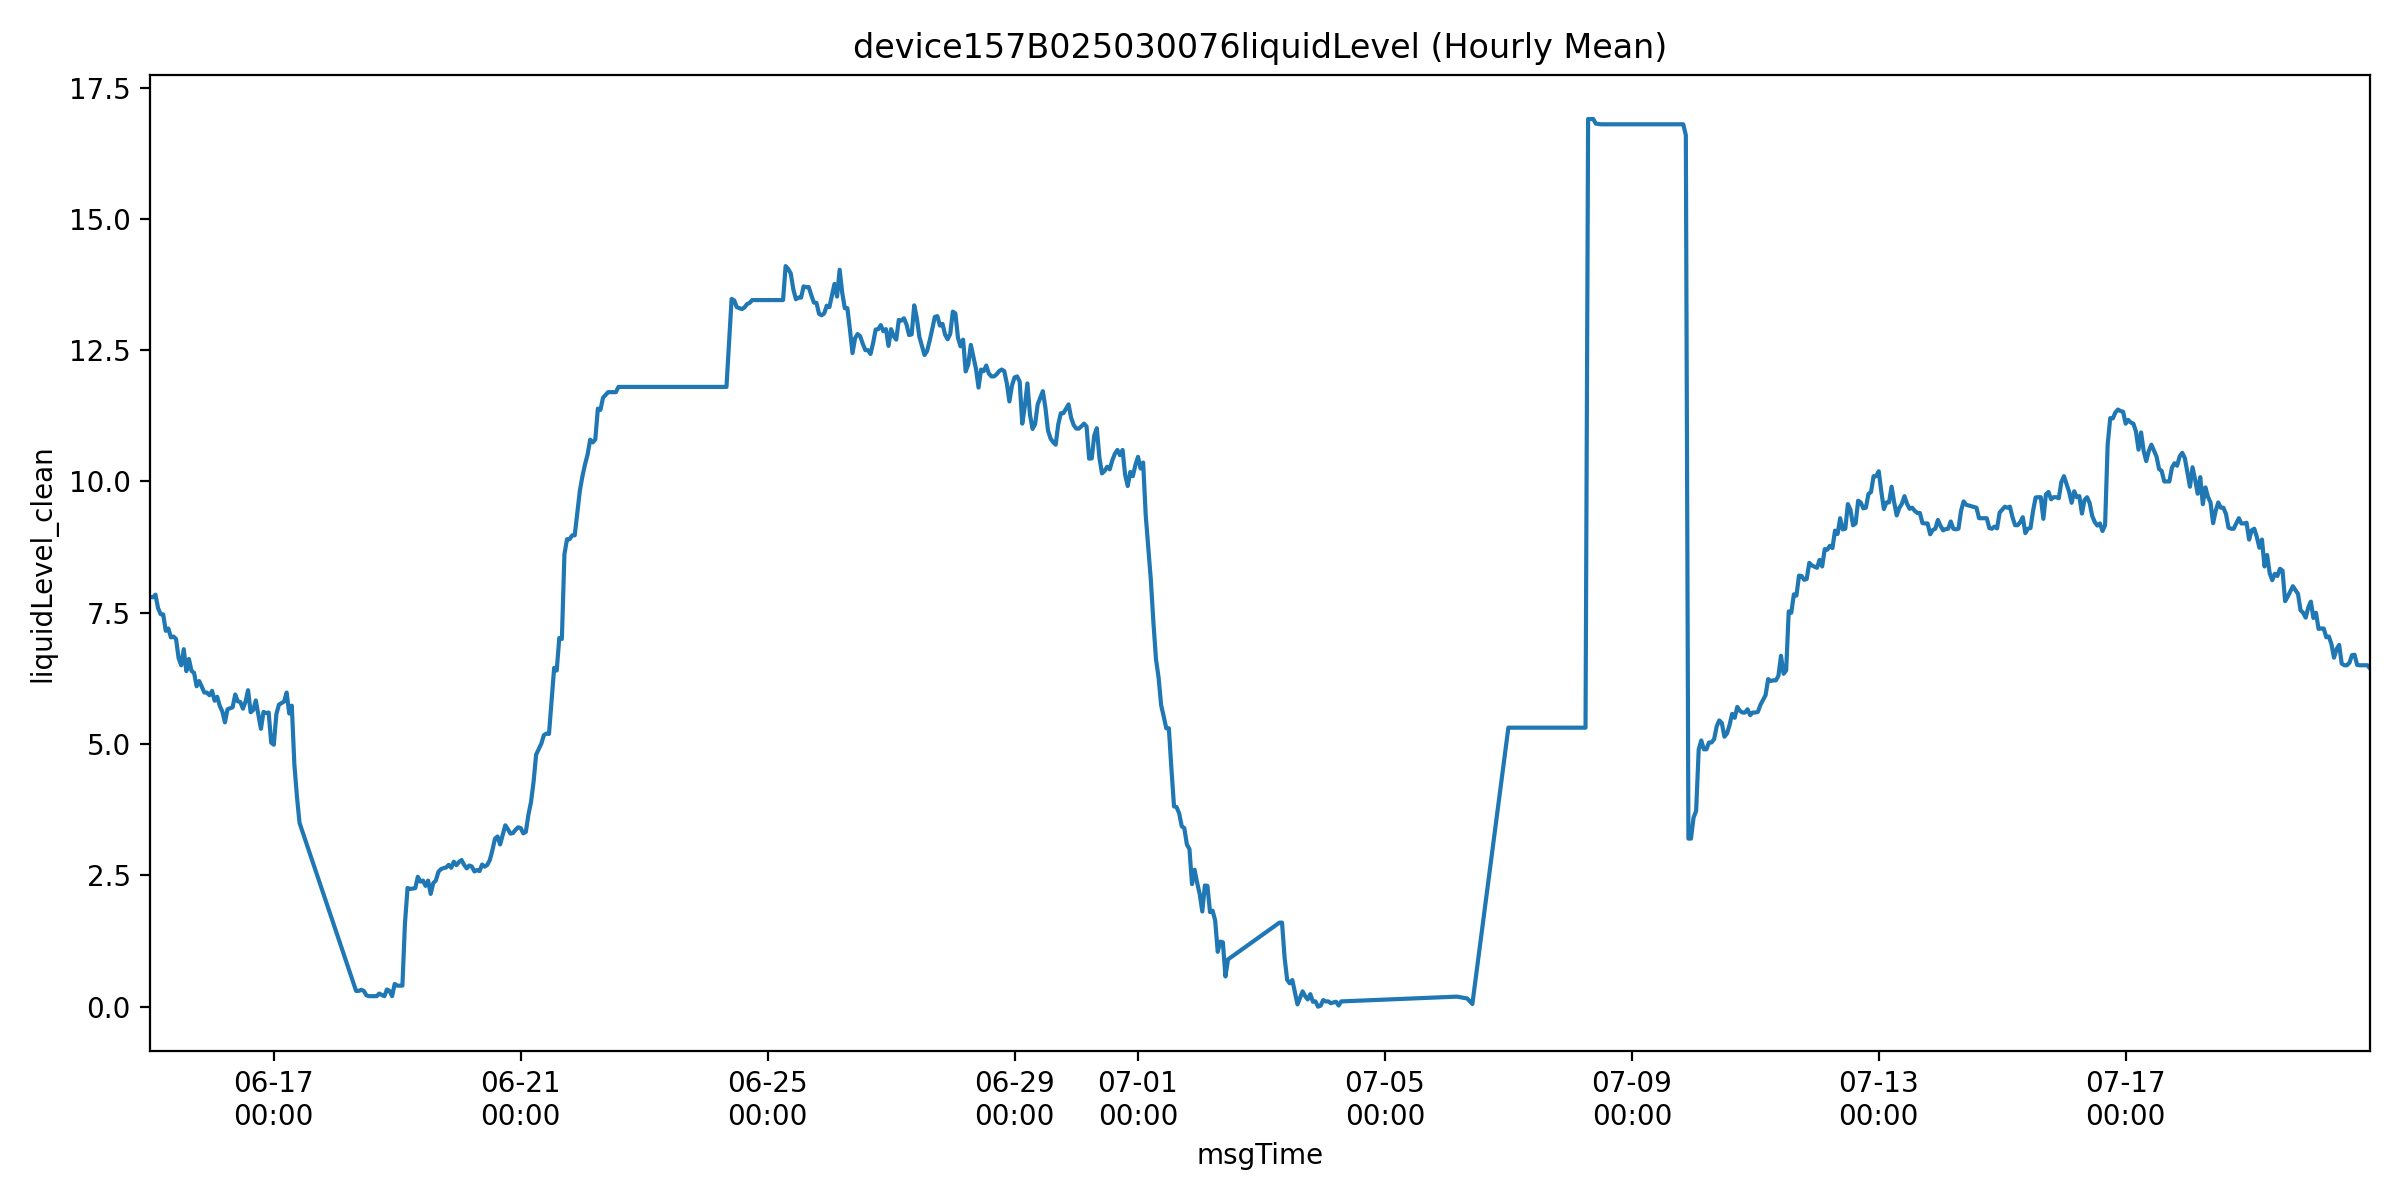 device157B025030076liquidLevel (Hourly Mean)
liquidLevel_clean
17.5
15.0
12.5
10.0
7.5
5.0
2.5
0.0
06-17 06-21 06-25 06-29 07-01 07-05 07-09 07-13 07-17
00:00 00:00 00:00 00:00 00:00 00:00 00:00 00:00 00:00
msgTime